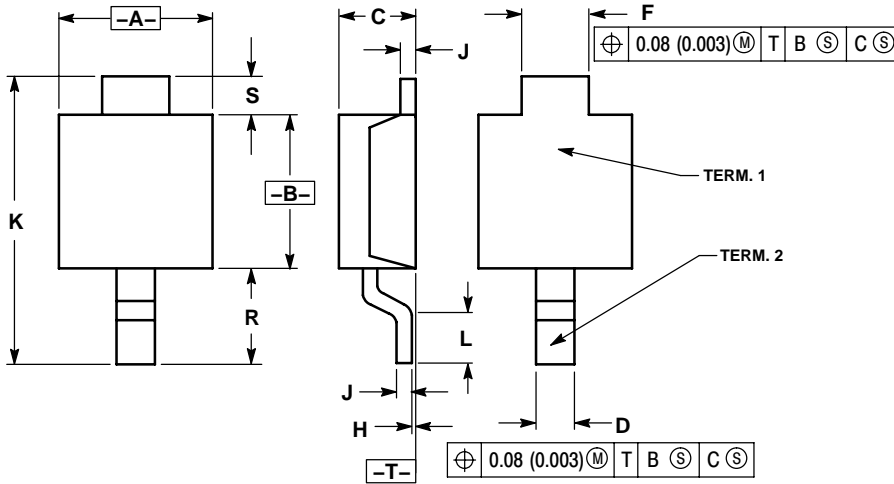 –A–
C
F
J
⌖ 0.08 (0.003) Ⓜ T B Ⓢ C Ⓢ
S
–B–
K
TERM. 1
TERM. 2
R
L
J
H
D
–T–
⌖ 0.08 (0.003) Ⓜ T B Ⓢ C Ⓢ